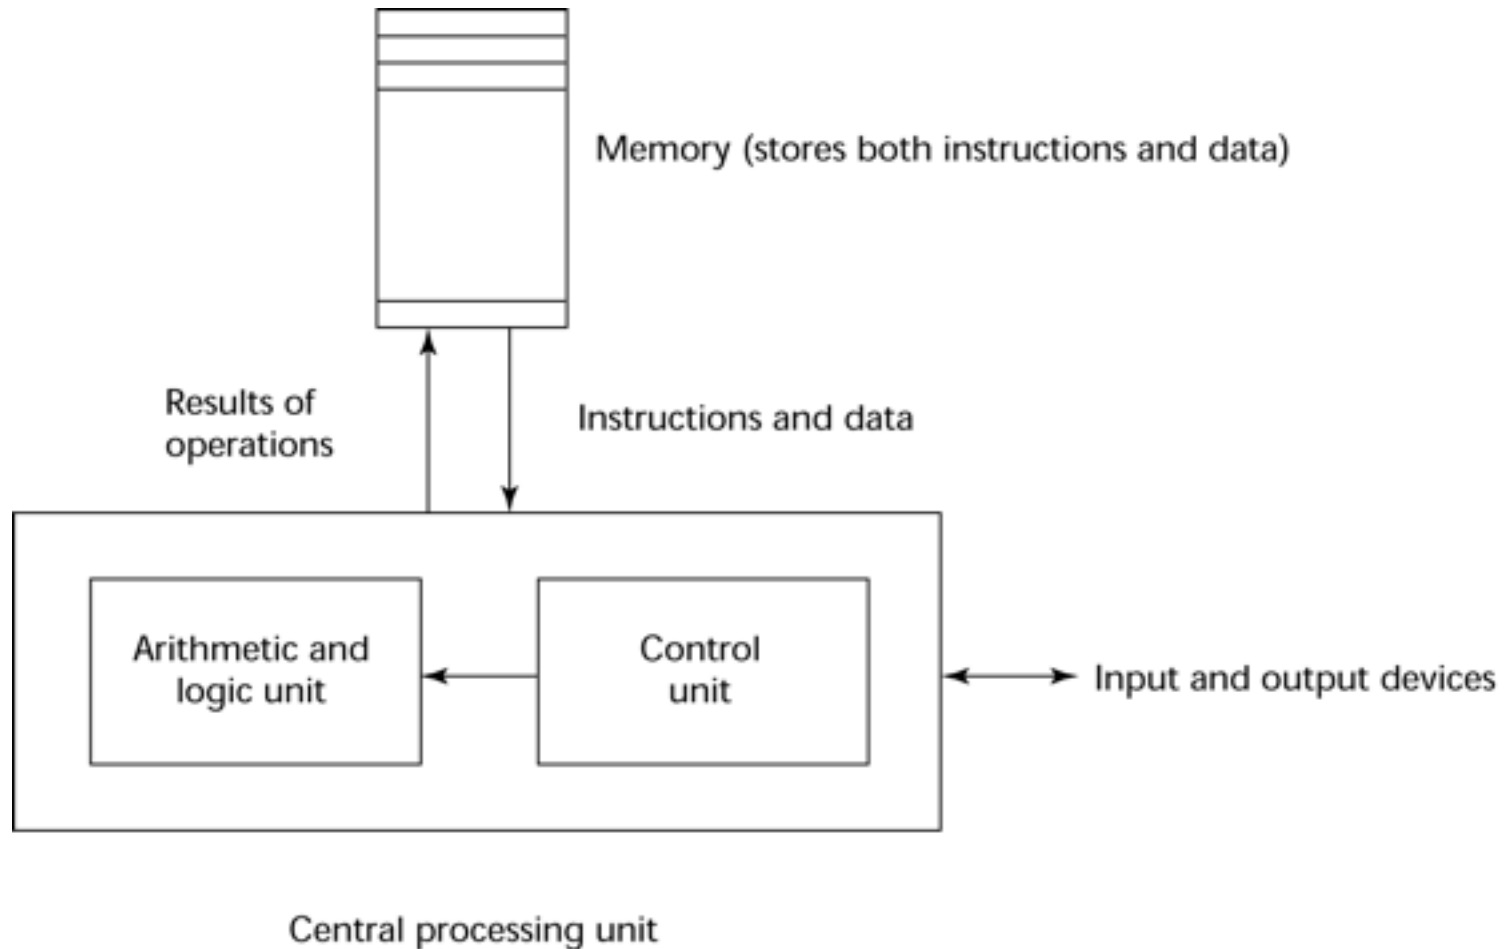 Memory (stores both instructions and data)
Results of
operations
Instructions and data
Arithmetic and
logic unit
Control
unit
Input and output devices
Central processing unit